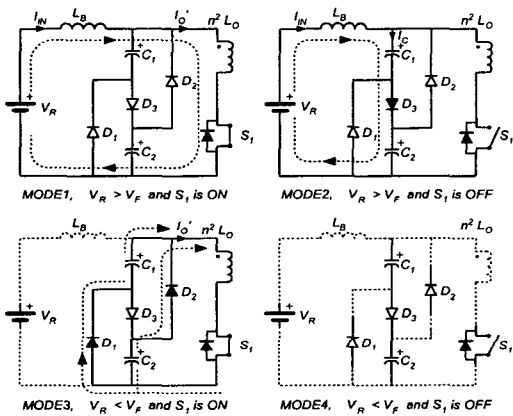 I_IN L_B I_O' n² L_O
+ C_1
D_2
+ V_R D_3
D_1 S_1
+ C_2
MODE1, V_R > V_F and S_1 is ON
I_IN L_B I_C n² L_O
+ C_1
D_2
+ V_R D_3
D_1 S_1
+ C_2
MODE2, V_R > V_F and S_1 is OFF
L_B I_O' n² L_O
+ C_1
D_2
+ V_R D_3
D_1 S_1
+ C_2
MODE3, V_R < V_F and S_1 is ON
L_B n² L_O
+ C_1
D_2
+ V_R D_3
D_1 S_1
+ C_2
MODE4, V_R < V_F and S_1 is OFF